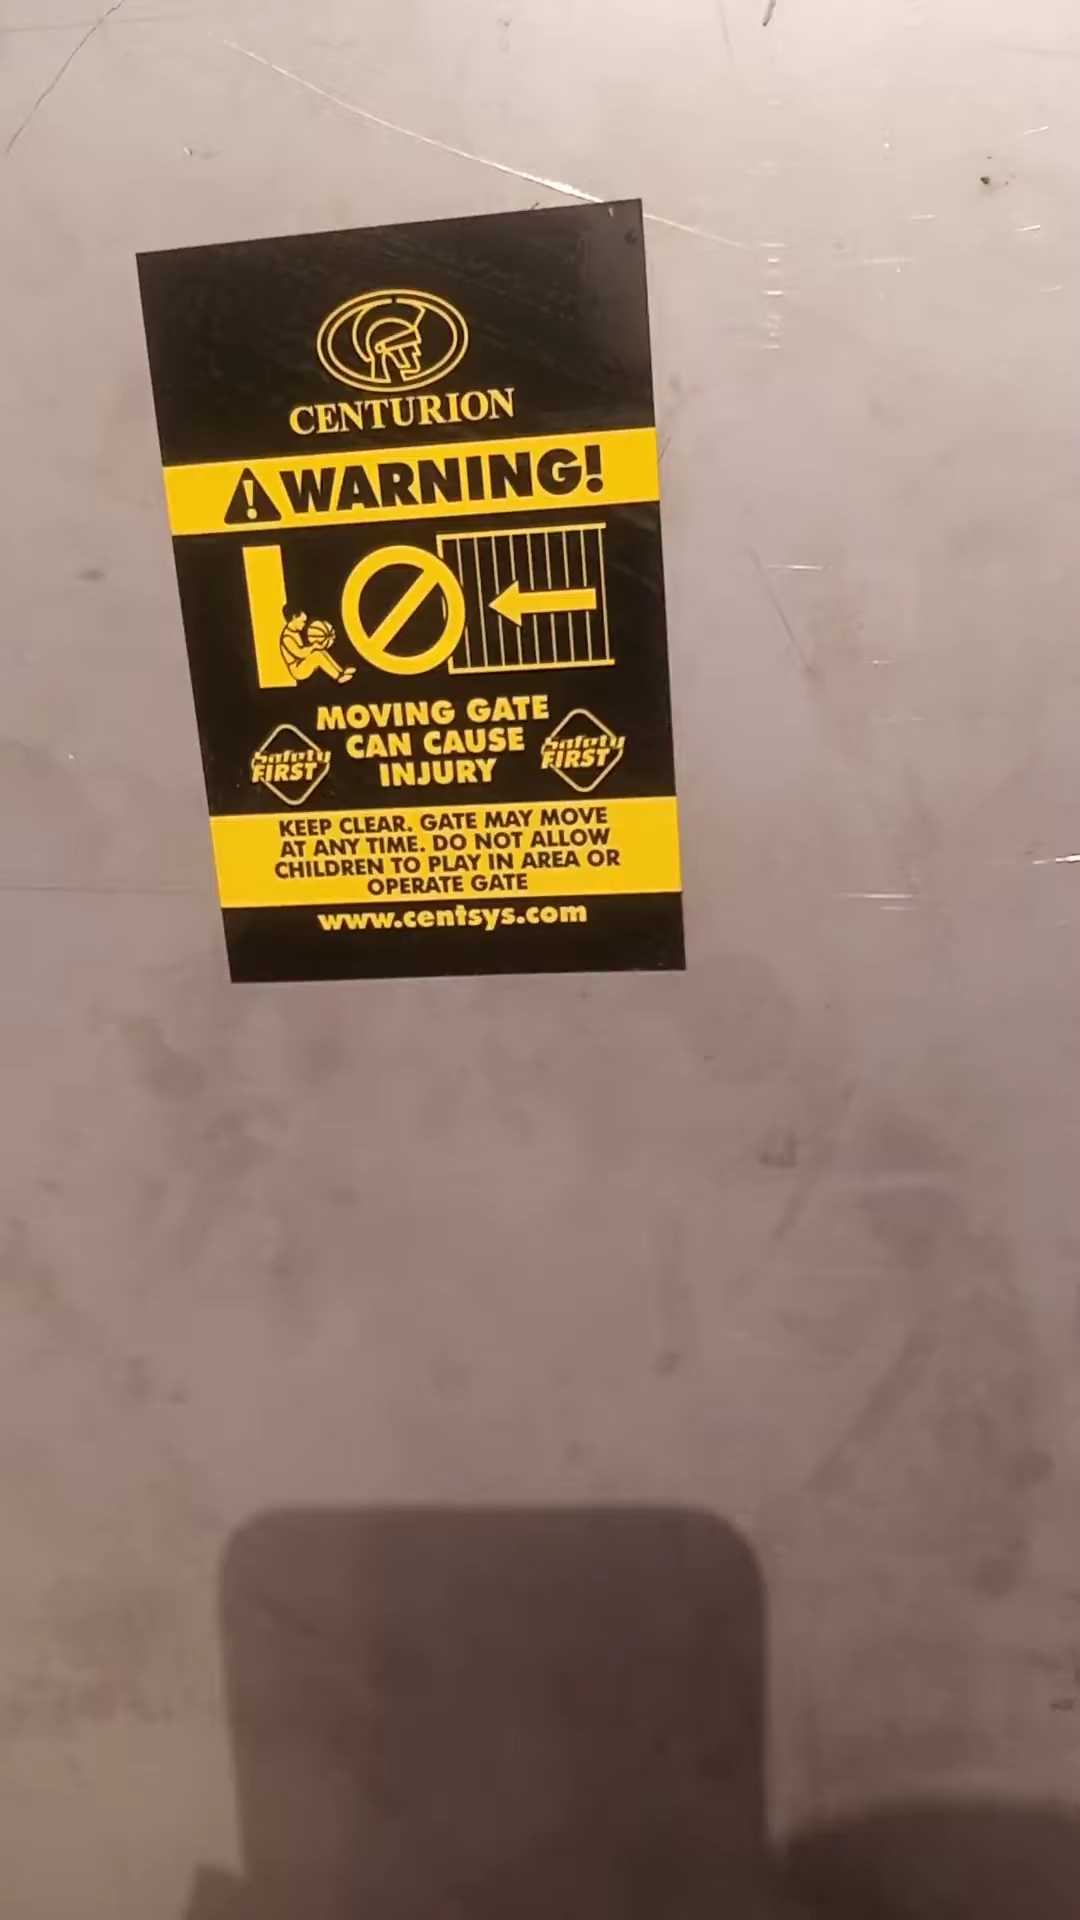 CENTURION
WARNING!
MOVING GATE
CAN CAUSE
INJURY
Safety
FIRST
Safety
FIRST
KEEP CLEAR. GATE MAY MOVE
AT ANY TIME. DO NOT ALLOW
CHILDREN TO PLAY IN AREA OR
OPERATE GATE
www.centsys.com